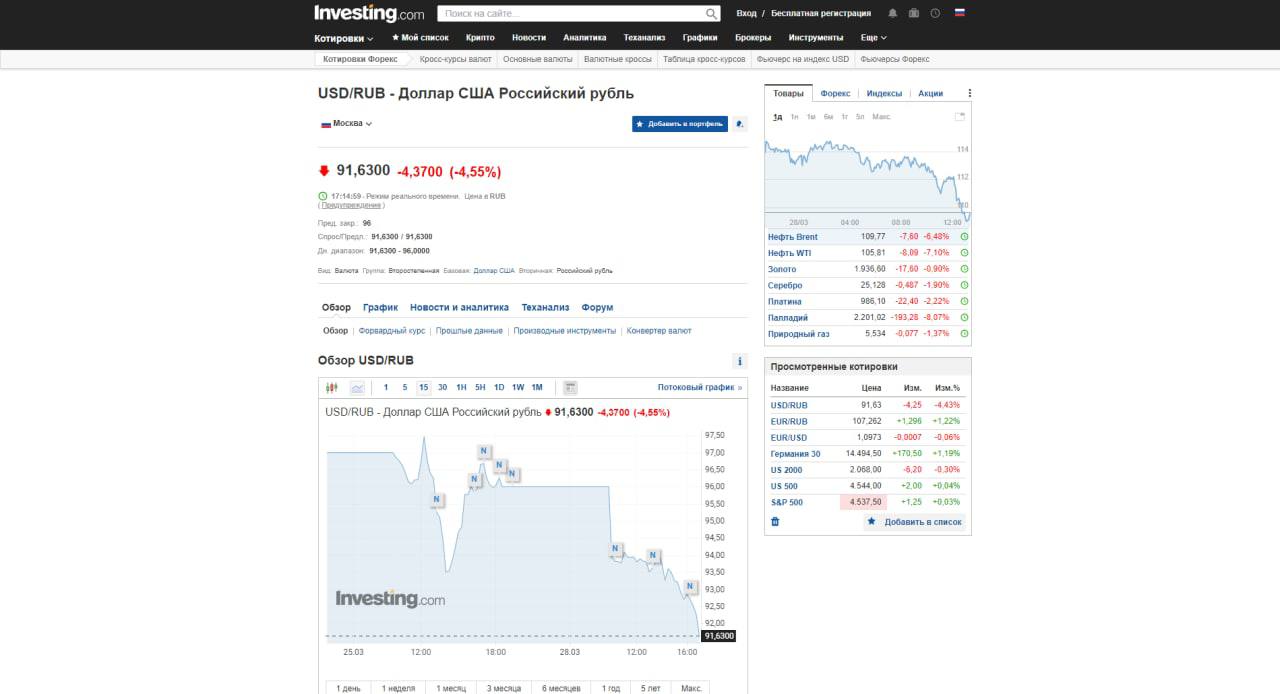 Investing.com
Поиск на сайте...
Вход / Бесплатная регистрация
Котировки
Мой список Крипто Новости Аналитика Теханализ Графики Брокеры Инструменты Еще
Котировки Форекс Кросс-курсы валют Основные валюты Валютные кроссы Таблица кросс-курсов Фьючерс на индекс USD Фьючерсы Форекс
USD/RUB - Доллар США Российский рубль
Москва
Добавить в портфель
91,6300 -4,3700 (-4,55%)
17:14:59 - Режим реального времени. Цена в RUB
( Предупреждение )
Пред. закр.: 96
Спрос/Предл.: 91,6300 / 91,6300
Дн. диапазон: 91,6300 - 96,0000
Вид: Валюта Группа: Второстепенная Базовая: Доллар США Вторичная: Российский рубль
Обзор График Новости и аналитика Теханализ Форум
Обзор | Форвардный курс | Прошлые данные | Производные инструменты | Конвертер валют
Обзор USD/RUB
i
1 5 15 30 1H 5H 1D 1W 1M
Потоковый график »
USD/RUB - Доллар США Российский рубль 91,6300 -4,3700 (-4,55%)
97,50
97,00
96,50
96,00
95,50
95,00
94,50
94,00
93,50
93,00
92,50
92,00
91,6300
N
N
N
N
N
N
N
N
Investing.com
25.03 12:00 18:00 28.03 12:00 16:00
1 день 1 неделя 1 месяц 3 месяца 6 месяцев 1 год 5 лет Макс.
Товары Форекс Индексы Акции
1д 1н 1м 6м 1г 5л Макс.
114
112
110
28/03 04:00 08:00 12:00
Нефть Brent 109,77 -7,60 -6,48%
Нефть WTI 105,81 -8,09 -7,10%
Золото 1.936,60 -17,60 -0,90%
Серебро 25,128 -0,487 -1,90%
Платина 986,10 -22,40 -2,22%
Палладий 2.201,02 -193,28 -8,07%
Природный газ 5,534 -0,077 -1,37%
Просмотренные котировки
Название Цена Изм. Изм.%
USD/RUB 91,63 -4,25 -4,43%
EUR/RUB 107,262 +1,296 +1,22%
EUR/USD 1,0973 -0,0007 -0,06%
Германия 30 14.494,50 +170,50 +1,19%
US 2000 2.068,00 -6,20 -0,30%
US 500 4.544,00 +2,00 +0,04%
S&P 500 4.537,50 +1,25 +0,03%
Добавить в список